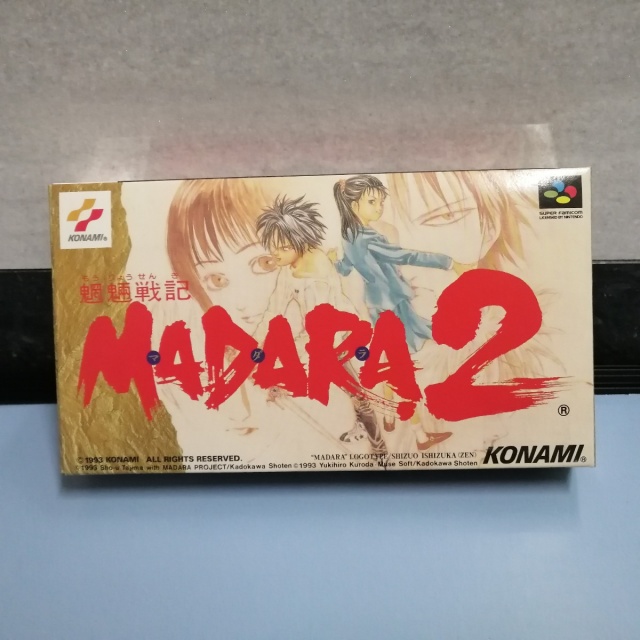 KONAMI®
SUPER FAMICOM
LICENSED BY NINTENDO
もうりょうせんき
魍魎戦記
MADARA2
マダラ
®
©1993 KONAMI ALL RIGHTS RESERVED.
©1993 Sho-u Tajima with MADARA PROJECT/Kadokawa Shoten ©1993 Yukihiro Kuroda Muse Soft/Kadokawa Shoten
"MADARA" LOGOTYPE/SHIZUO ISHIZUKA (ZEN)
KONAMI®